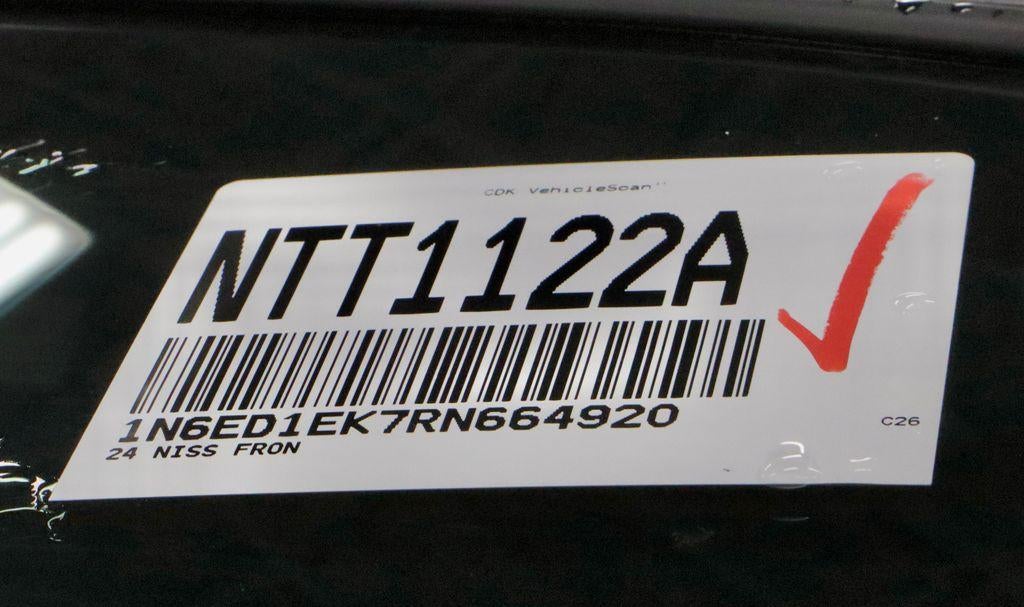 CDK VehicleScan"
NTT1122A
1N6ED1EK7RN664920
24 NISS FRON
C26